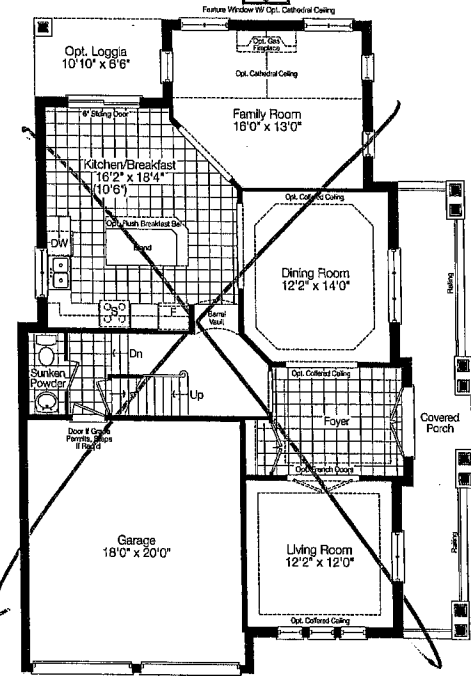 Feature Window W/ Opt. Cathedral Ceiling
Opt. Loggia
10'10" x 6'6"
Opt. Gas
Fireplace
Opt. Cathedral Ceiling
Family Room
16'0" x 13'0"
6' Sliding Door
Kitchen/Breakfast
16'2" x 18'4"
(10'6")
Opt. Flush Breakfast Bar
Island
DW
S
F
Opt. Coffered Ceiling
Dining Room
12'2" x 14'0"
Railing
Barrel
Vault
Dn
Up
Sunken
Powder
Opt. Coffered Ceiling
Foyer
Covered
Porch
Door If Grade
Permits, Steps
If Req'd
Opt. French Doors
Garage
18'0" x 20'0"
Living Room
12'2" x 12'0"
Opt. Coffered Ceiling
Railing